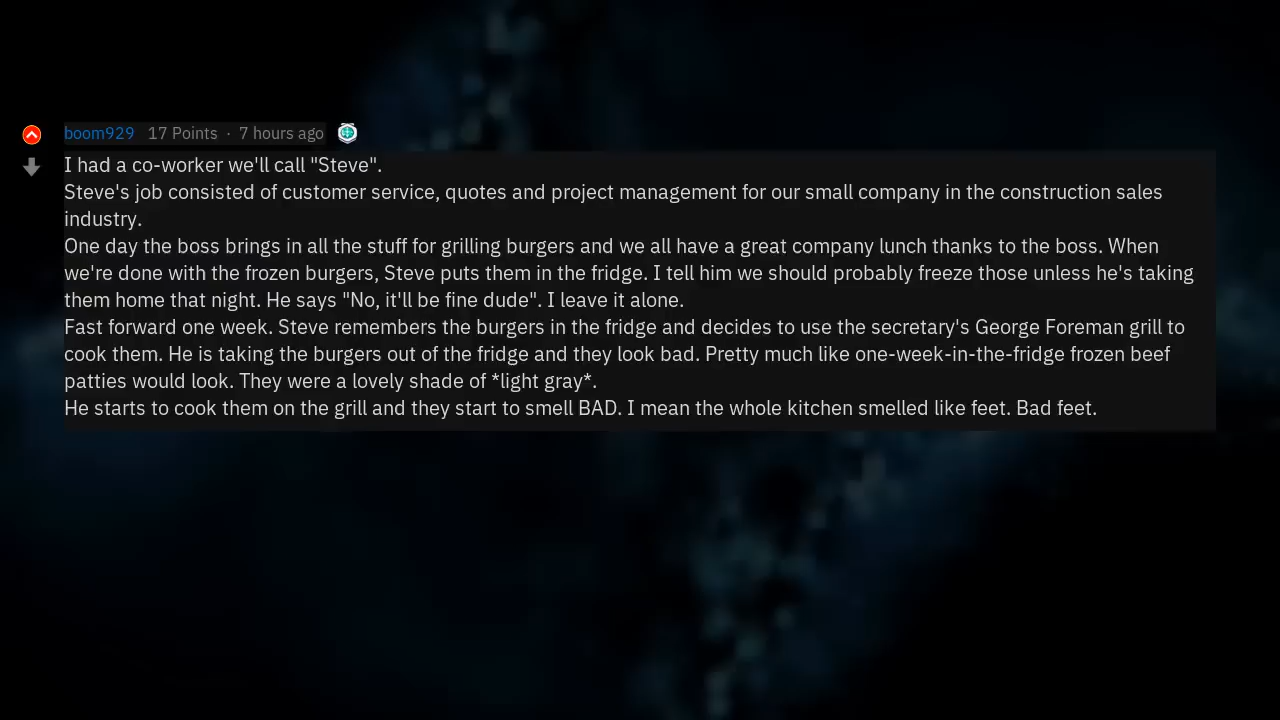 boom929 17 Points · 7 hours ago
I had a co-worker we'll call "Steve".
Steve's job consisted of customer service, quotes and project management for our small company in the construction sales
industry.
One day the boss brings in all the stuff for grilling burgers and we all have a great company lunch thanks to the boss. When
we're done with the frozen burgers, Steve puts them in the fridge. I tell him we should probably freeze those unless he's taking
them home that night. He says "No, it'll be fine dude". I leave it alone.
Fast forward one week. Steve remembers the burgers in the fridge and decides to use the secretary's George Foreman grill to
cook them. He is taking the burgers out of the fridge and they look bad. Pretty much like one-week-in-the-fridge frozen beef
patties would look. They were a lovely shade of *light gray*.
He starts to cook them on the grill and they start to smell BAD. I mean the whole kitchen smelled like feet. Bad feet.